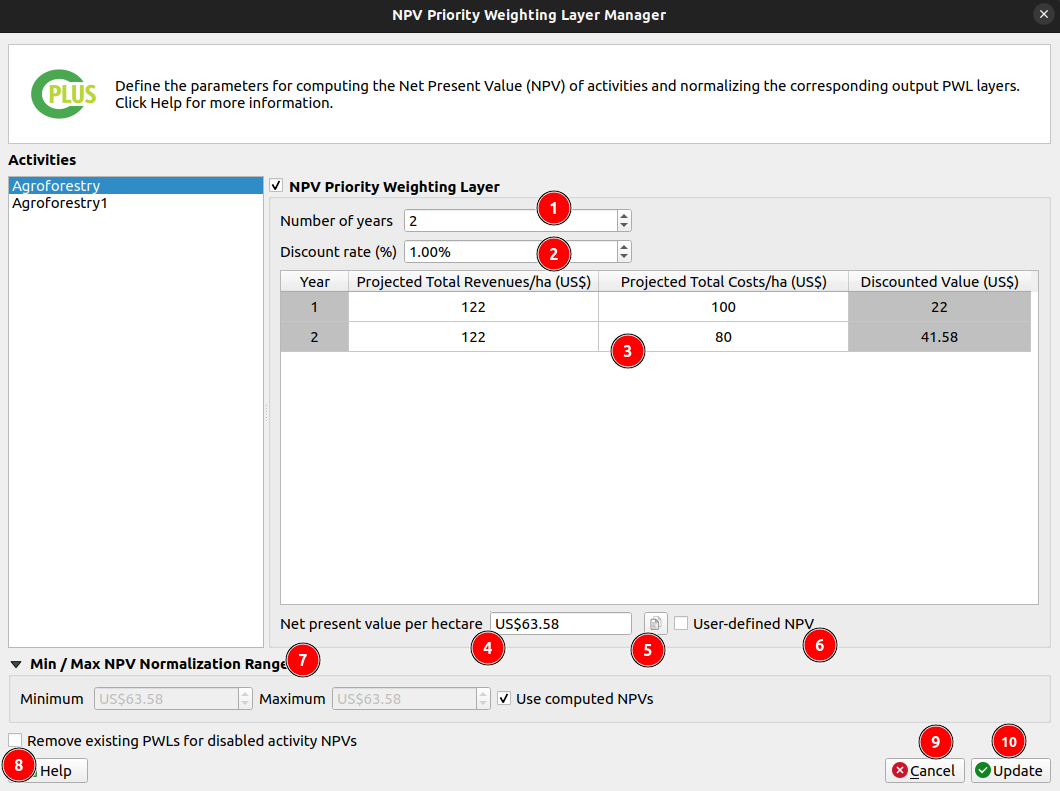 NPV Priority Weighting Layer Manager
CPLUS
Define the parameters for computing the Net Present Value (NPV) of activities and normalizing the corresponding output PWL layers.
Click Help for more information.
Activities
Agroforestry
Agroforestry1
NPV Priority Weighting Layer
1
Number of years 2
2
Discount rate (%) 1.00%
Year Projected Total Revenues/ha (US$) Projected Total Costs/ha (US$) Discounted Value (US$)
1 122 100 22
2 122 80 41.58
3
Net present value per hectare US$63.58 User-defined NPV
4 5 6
Min / Max NPV Normalization Range 7
Minimum US$63.58 Maximum US$63.58 Use computed NPVs
Remove existing PWLs for disabled activity NPVs
8 9 10
Help Cancel Update